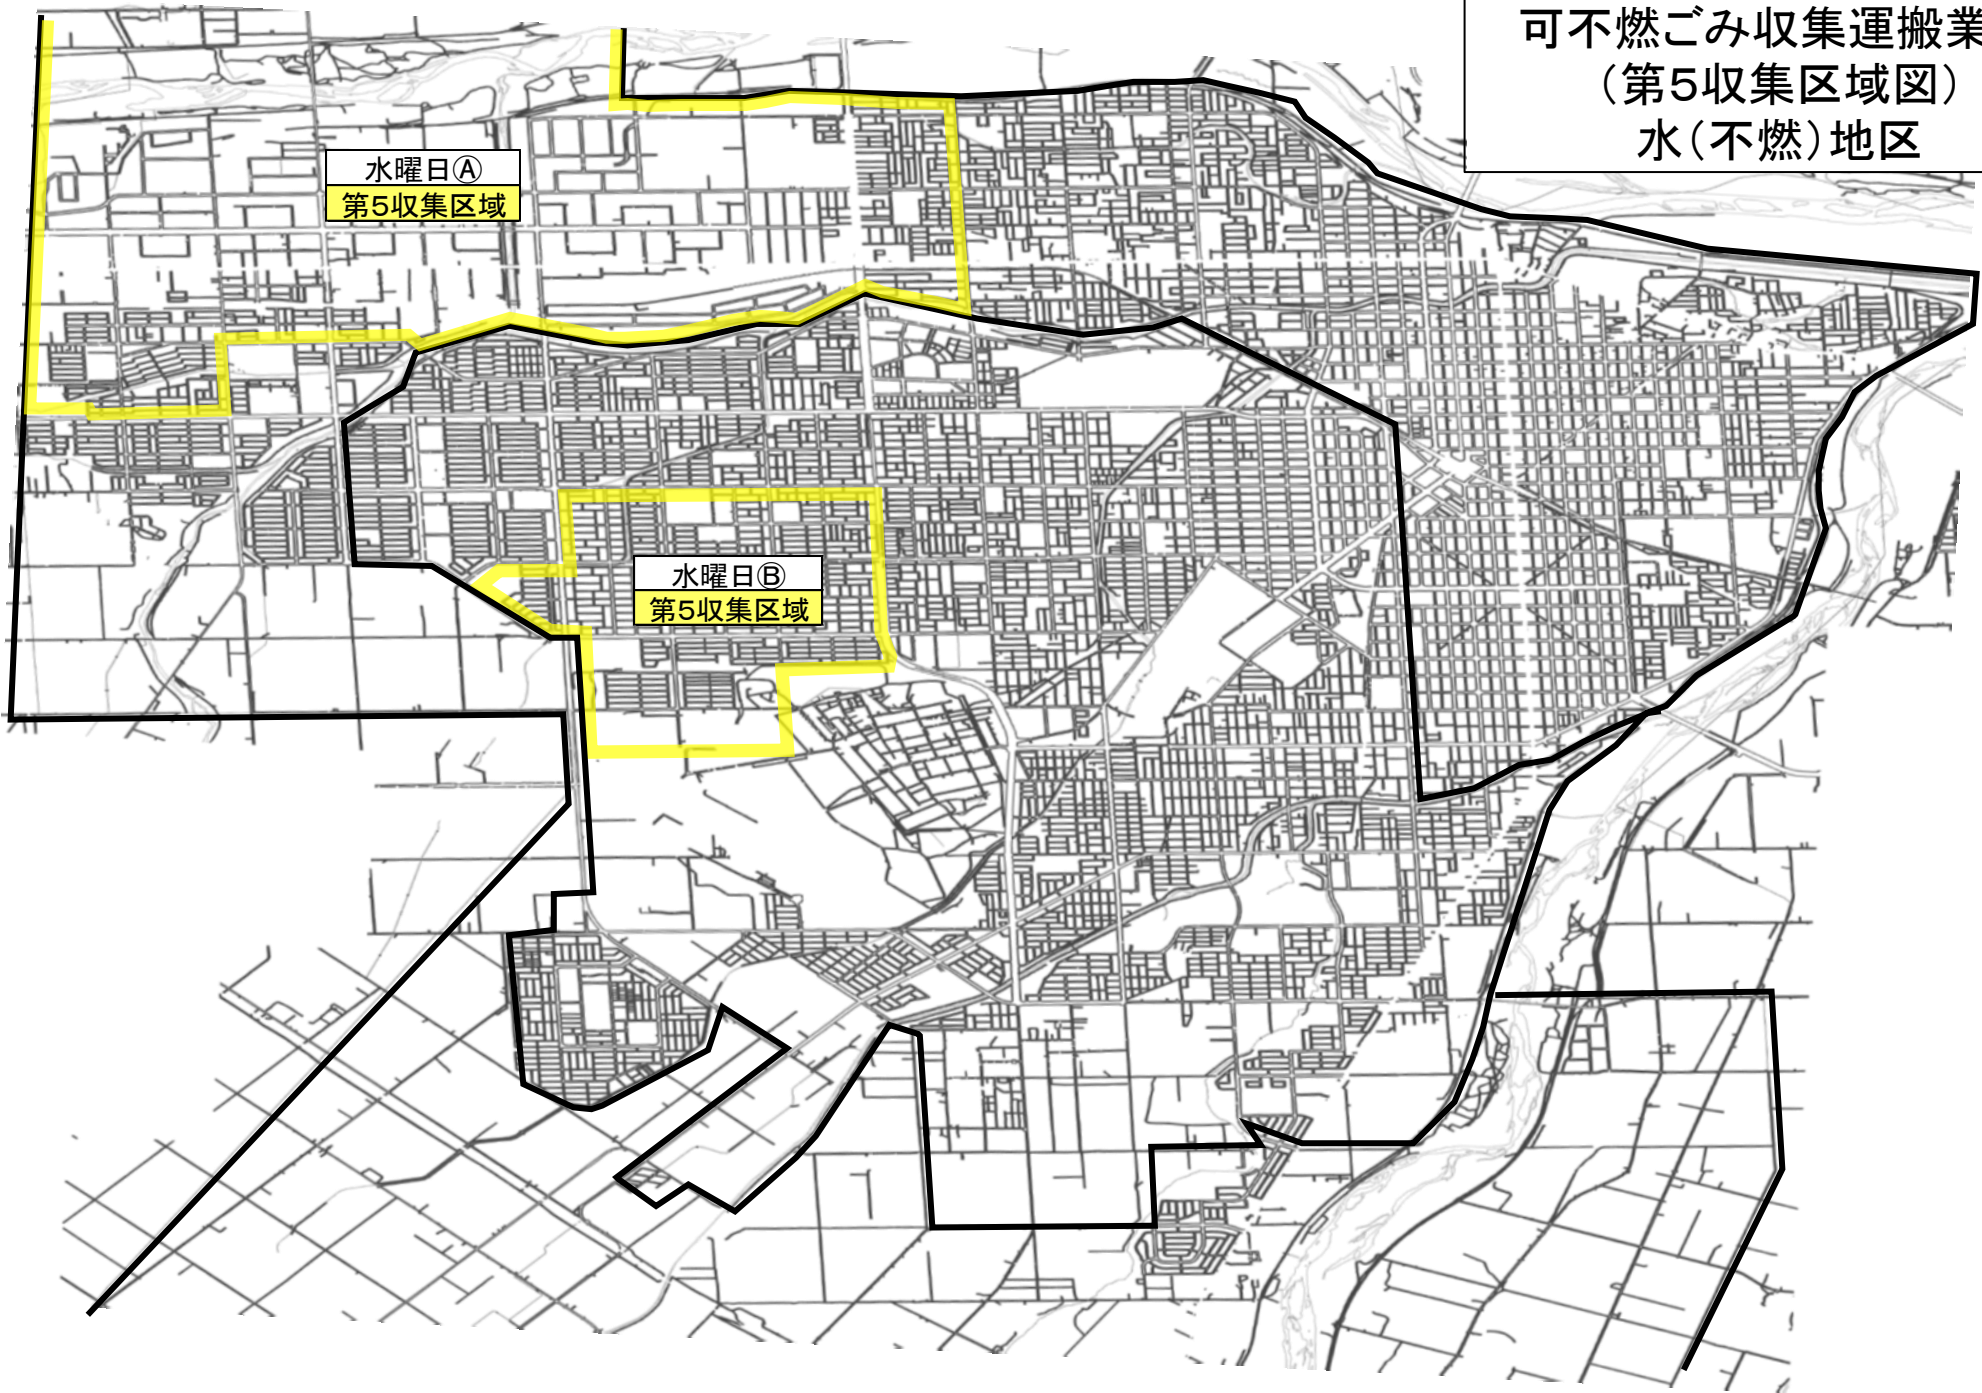 可不燃ごみ収集運搬業
（第5収集区域図）
水（不燃）地区
水曜日Ⓐ
第5収集区域
水曜日Ⓑ
第5収集区域